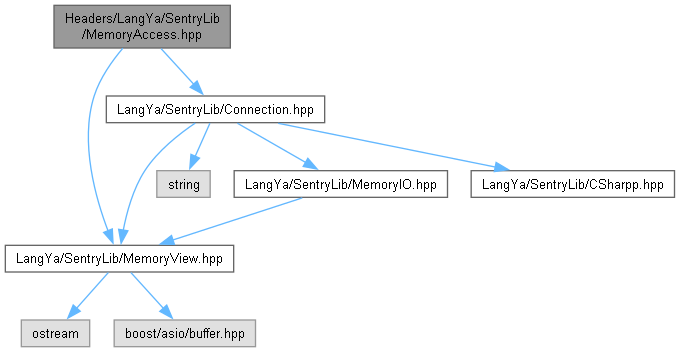 Headers/LangYa/SentryLib
/MemoryAccess.hpp
LangYa/SentryLib/Connection.hpp
string
LangYa/SentryLib/MemoryIO.hpp
LangYa/SentryLib/CSharpp.hpp
LangYa/SentryLib/MemoryView.hpp
ostream
boost/asio/buffer.hpp